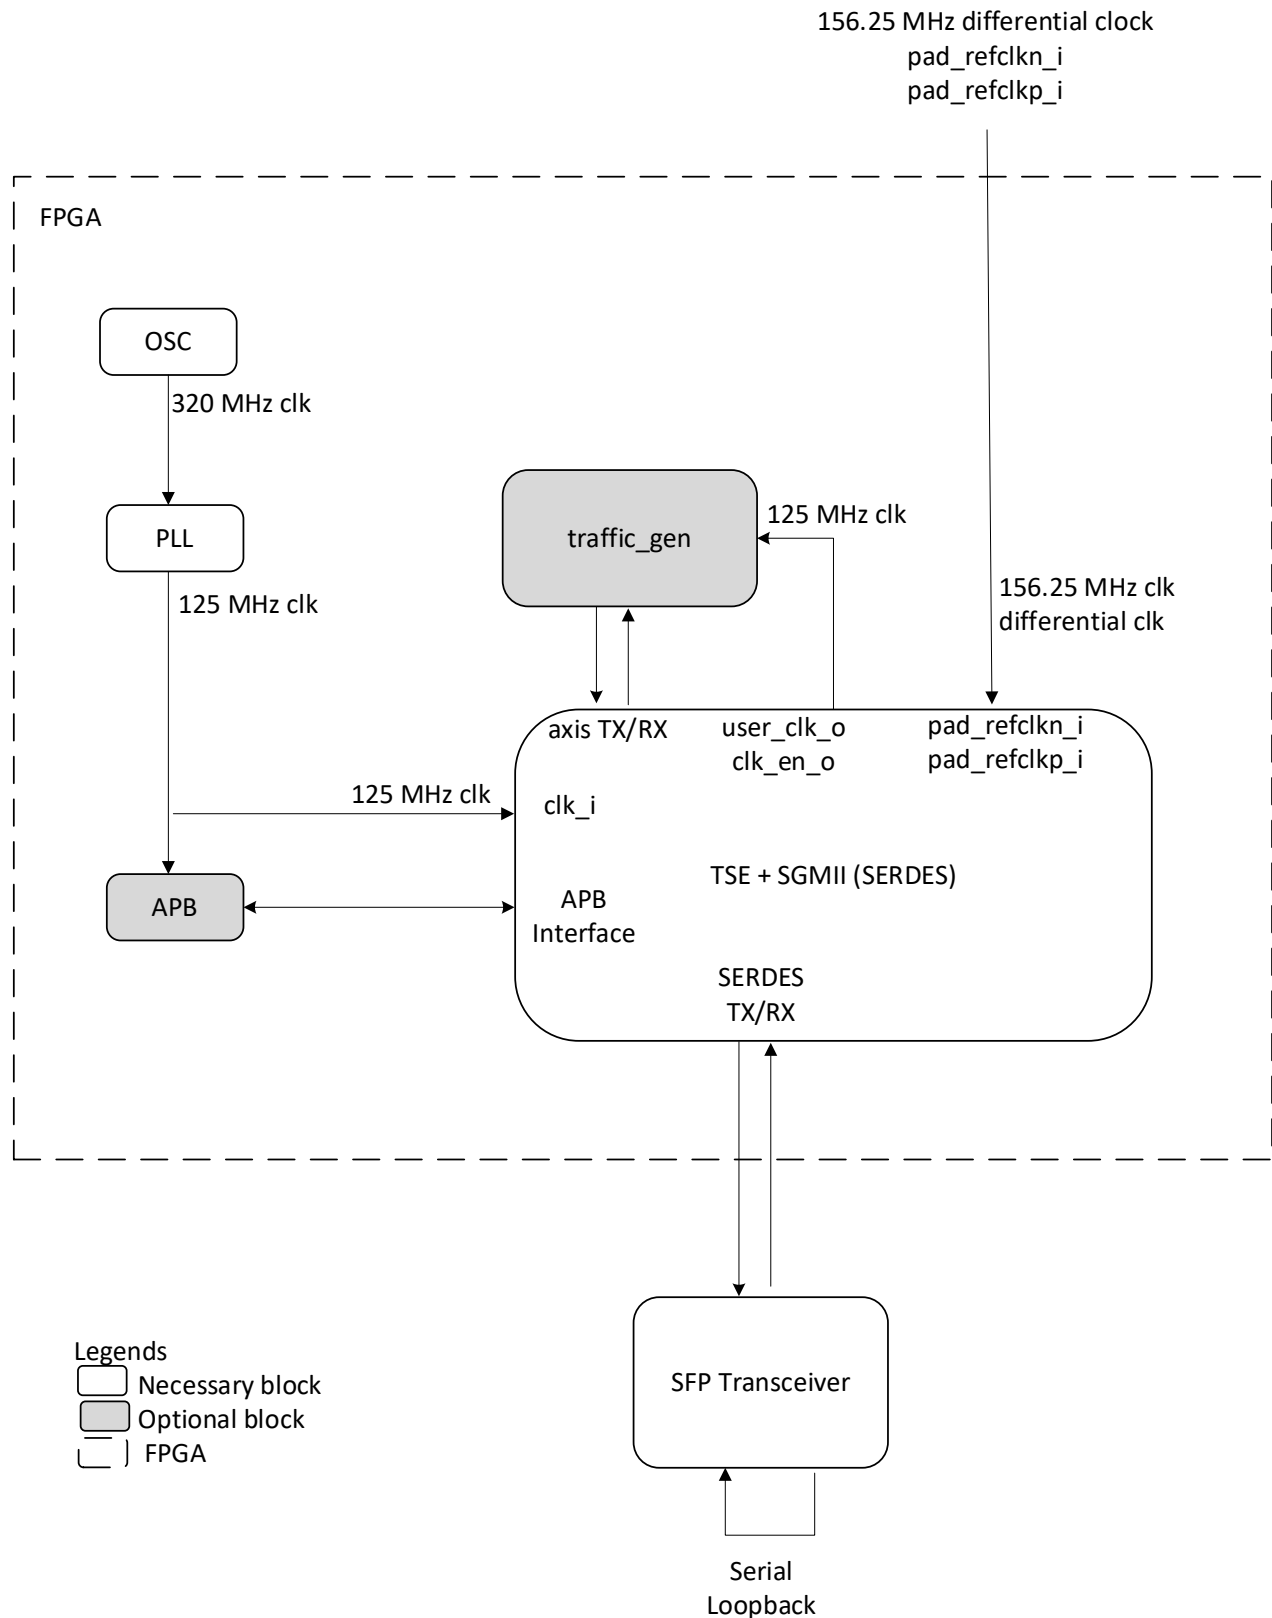 156.25 MHz differential clock
pad_refclkn_i
pad_refclkp_i
FPGA
OSC
320 MHz clk
PLL
125 MHz clk
traffic_gen
125 MHz clk
156.25 MHz clk
differential clk
axis TX/RX
user_clk_o
clk_en_o
pad_refclkn_i
pad_refclkp_i
125 MHz clk
clk_i
TSE + SGMII (SERDES)
APB
APB
Interface
SERDES
TX/RX
SFP Transceiver
Legends
Necessary block
Optional block
FPGA
Serial
Loopback